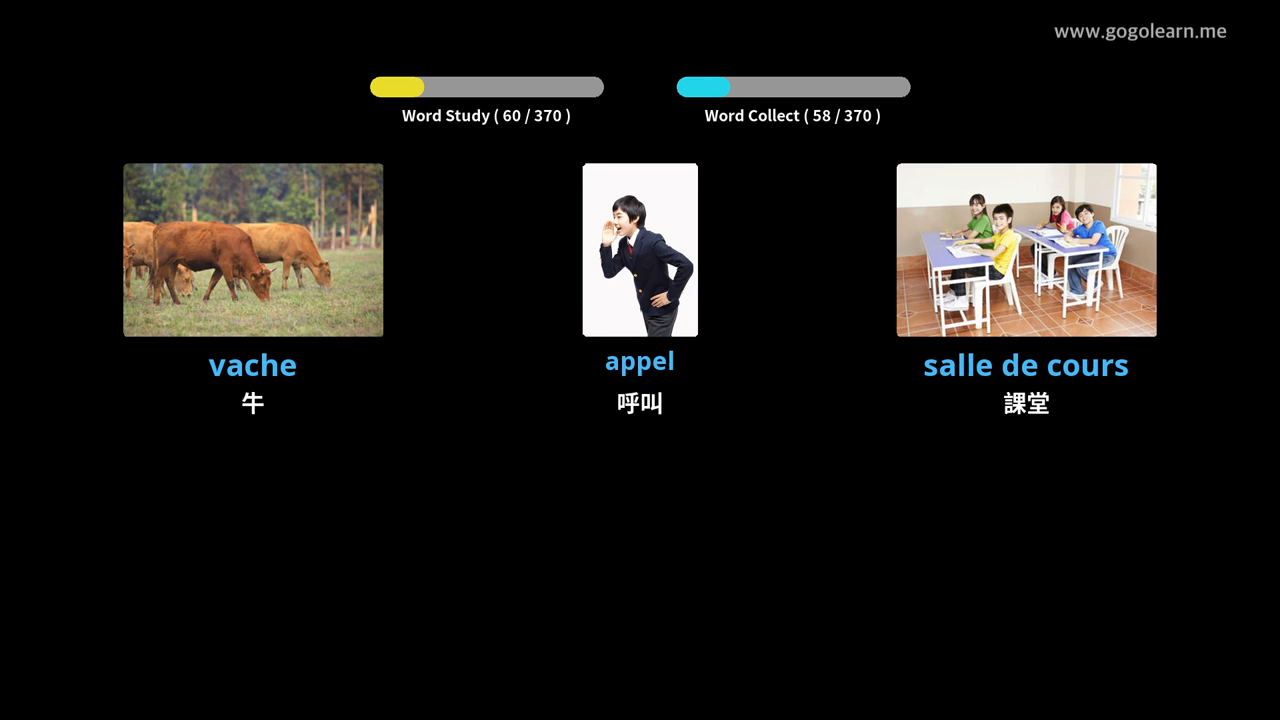 www.gogolearn.me
Word Study ( 60 / 370 )
Word Collect ( 58 / 370 )
vache
appel
salle de cours
牛
呼叫
課堂